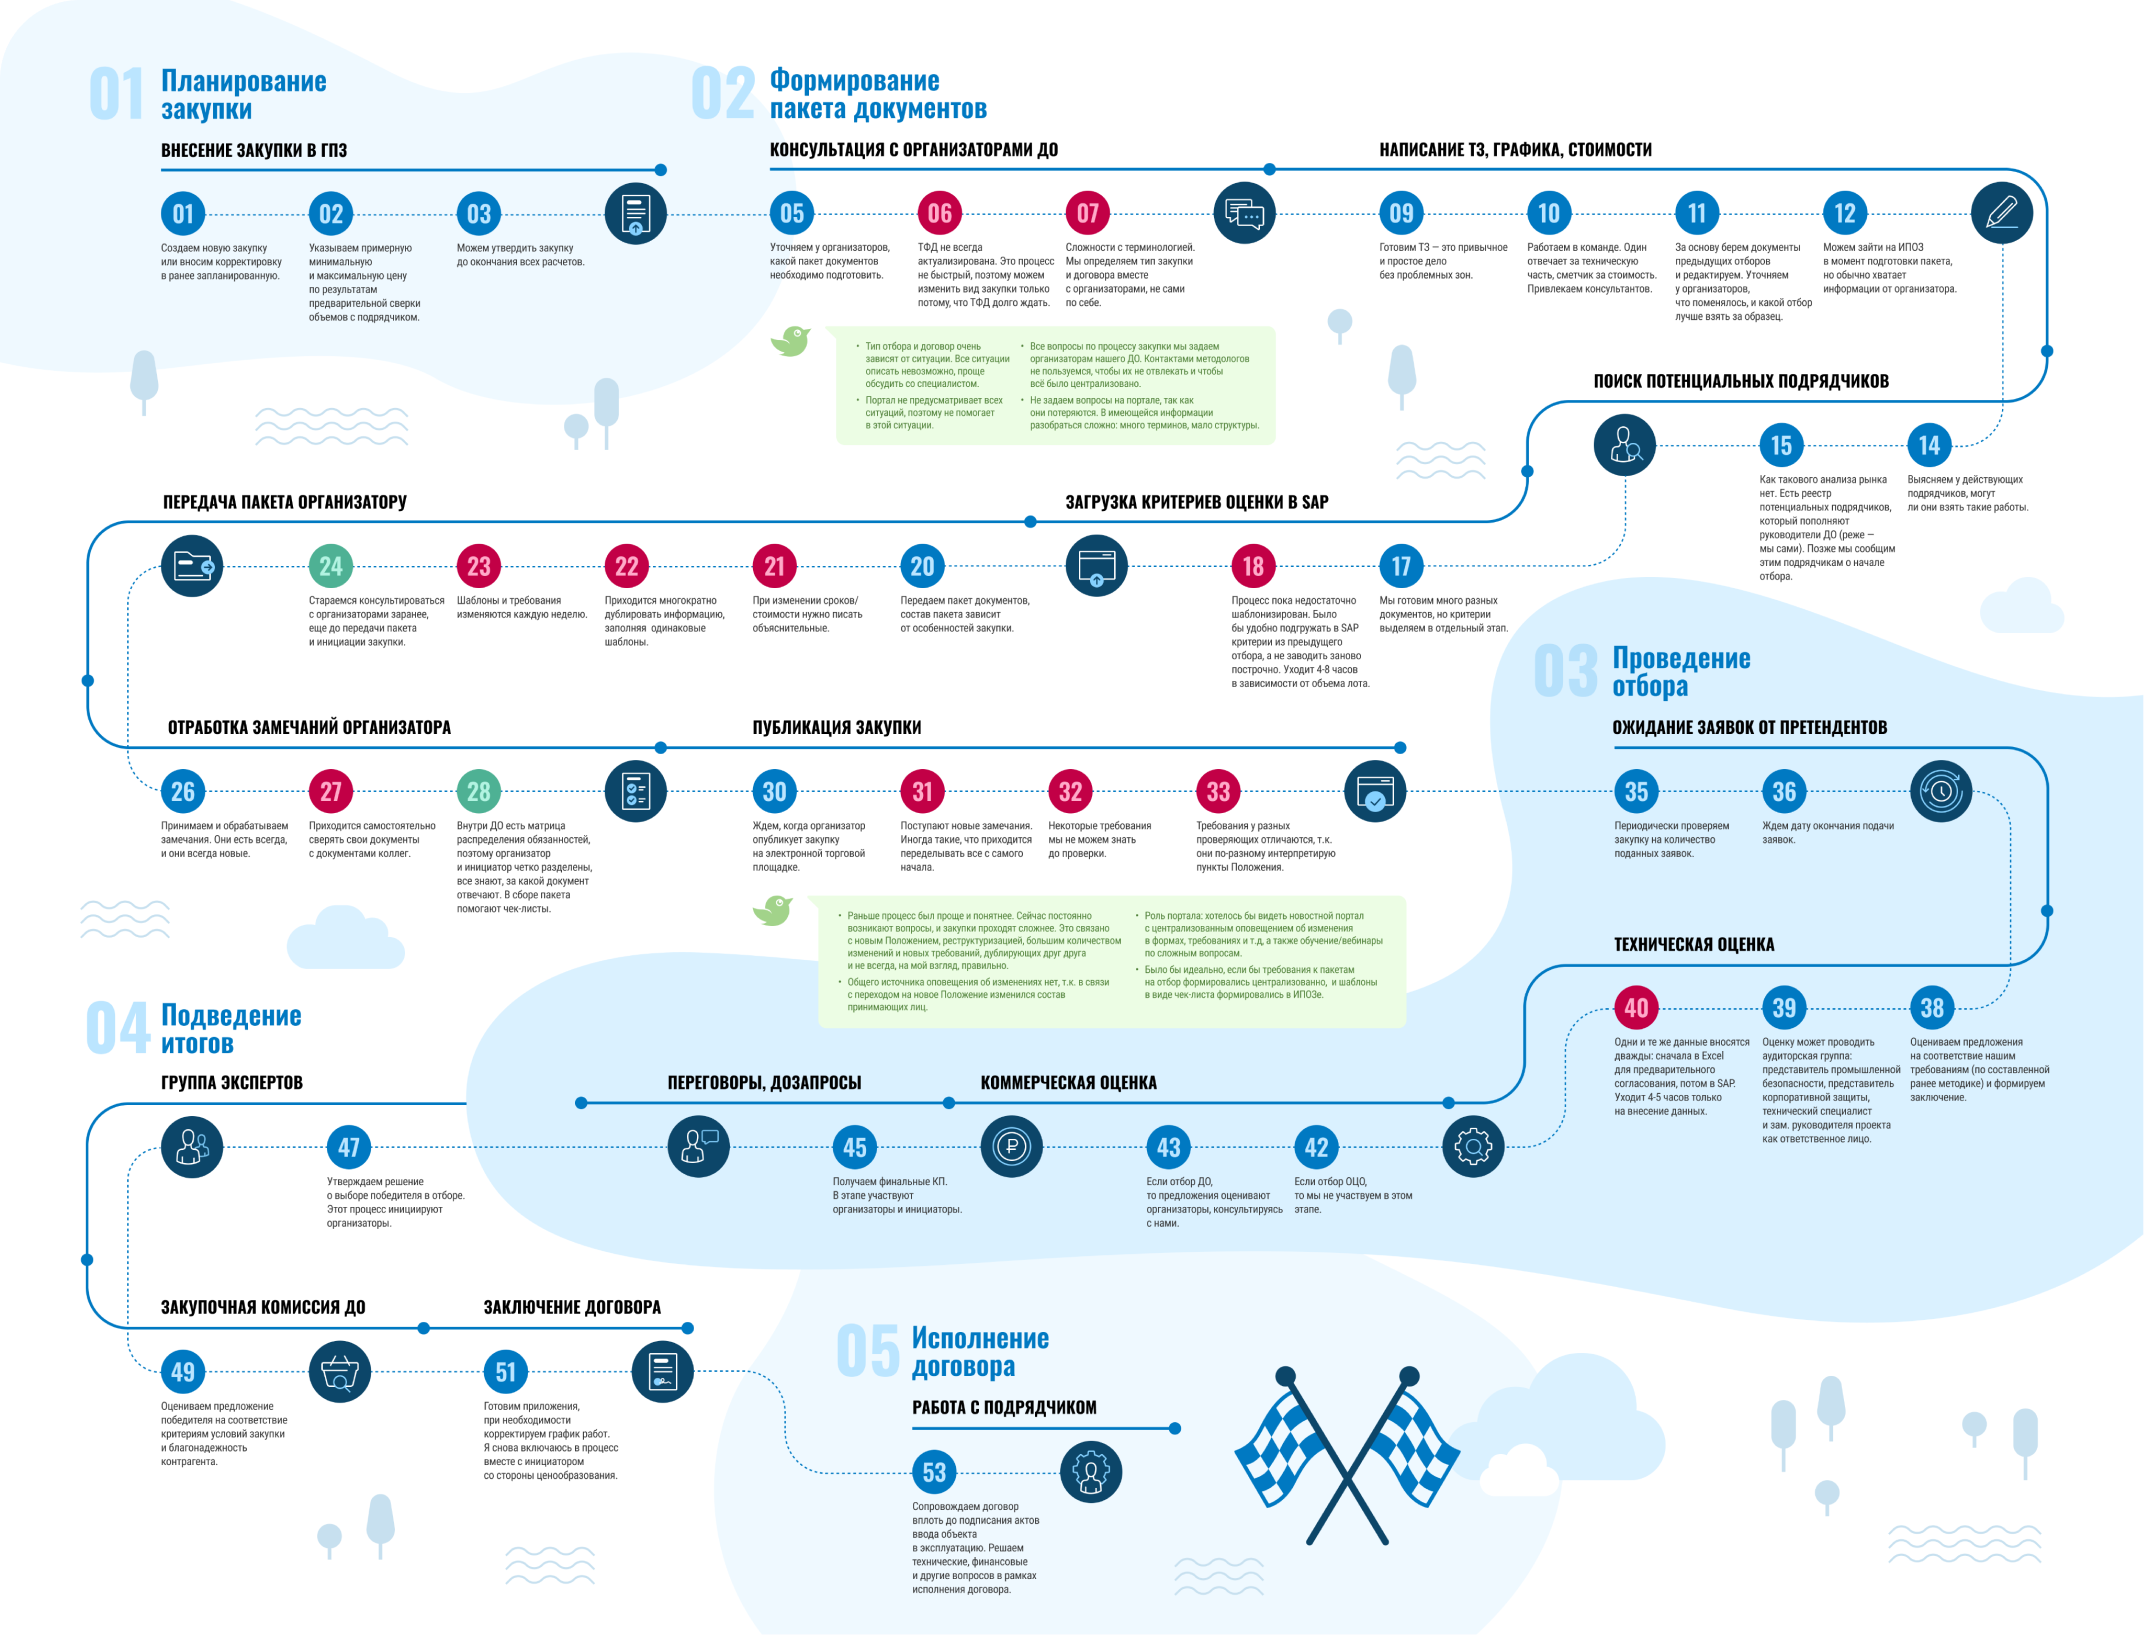 01
Планирование
закупки
ВНЕСЕНИЕ ЗАКУПКИ В ГПЗ
01
Создаем новую закупку
или вносим корректировку
в ранее запланированную.
02
Указываем примерную
минимальную
и максимальную цену
по результатам
предварительной сверки
объемов с подрядчиком.
03
Можем утвердить закупку
до окончания всех расчетов.
02
Формирование
пакета документов
КОНСУЛЬТАЦИЯ С ОРГАНИЗАТОРАМИ ДО
05
Уточняем у организаторов,
какой пакет документов
необходимо подготовить.
06
ТФД не всегда
актуализирована. Это процесс
не быстрый, поэтому можем
изменить вид закупки только
потому, что ТФД долго ждать.
07
Сложности с терминологией.
Мы определяем тип закупки
и договора вместе
с организаторами, не сами
по себе.
• Тип отбора и договор очень
зависят от ситуации. Все ситуации
описать невозможно, проще
обсудить со специалистом.
• Портал не предусматривает всех
ситуаций, поэтому не помогает
в этой ситуации.
• Все вопросы по процессу закупки мы задаем
организаторам нашего ДО. Контактами методологов
не пользуемся, чтобы их не отвлекать и чтобы
всё было централизовано.
• Не задаем вопросы на портале, так как
они потеряются. В имеющейся информации
разобраться сложно: много терминов, мало структуры.
НАПИСАНИЕ ТЗ, ГРАФИКА, СТОИМОСТИ
09
Готовим ТЗ — это привычное
и простое дело
без проблемных зон.
10
Работаем в команде. Один
отвечает за техническую
часть, сметчик за стоимость.
Привлекаем консультантов.
11
За основу берем документы
предыдущих отборов
и редактируем. Уточняем
у организаторов,
что поменялось, и какой отбор
лучше взять за образец.
12
Можем зайти на ИПОЗ
в момент подготовки пакета,
но обычно хватает
информации от организатора.
ПОИСК ПОТЕНЦИАЛЬНЫХ ПОДРЯДЧИКОВ
14
Выясняем у действующих
подрядчиков, могут
ли они взять такие работы.
15
Как такового анализа рынка
нет. Есть реестр
потенциальных подрядчиков,
который пополняют
руководители ДО (реже —
мы сами). Позже мы сообщим
этим подрядчикам о начале
отбора.
ЗАГРУЗКА КРИТЕРИЕВ ОЦЕНКИ В SAP
17
Мы готовим много разных
документов, но критерии
выделяем в отдельный этап.
18
Процесс пока недостаточно
шаблонизирован. Было
бы удобно подгружать в SAP
критерии из преыдущего
отбора, а не заводить заново
построчно. Уходит 4-8 часов
в зависимости от объема лота.
ПЕРЕДАЧА ПАКЕТА ОРГАНИЗАТОРУ
20
Передаем пакет документов,
состав пакета зависит
от особенностей закупки.
21
При изменении сроков/
стоимости нужно писать
объяснительные.
22
Приходится многократно
дублировать информацию,
заполняя одинаковые
шаблоны.
23
Шаблоны и требования
изменяются каждую неделю.
24
Стараемся консультироваться
с организаторами заранее,
еще до передачи пакета
и инициации закупки.
ОТРАБОТКА ЗАМЕЧАНИЙ ОРГАНИЗАТОРА
26
Принимаем и обрабатываем
замечания. Они есть всегда,
и они всегда новые.
27
Приходится самостоятельно
сверять свои документы
с документами коллег.
28
Внутри ДО есть матрица
распределения обязанностей,
поэтому организатор
и инициатор четко разделены,
все знают, за какой документ
отвечают. В сборе пакета
помогают чек-листы.
ПУБЛИКАЦИЯ ЗАКУПКИ
30
Ждем, когда организатор
опубликует закупку
на электронной торговой
площадке.
31
Поступают новые замечания.
Иногда такие, что приходится
переделывать все с самого
начала.
32
Некоторые требования
мы не можем знать
до проверки.
33
Требования у разных
проверяющих отличаются, т.к.
они по-разному интерпретирую
пункты Положения.
• Раньше процесс был проще и понятнее. Сейчас постоянно
возникают вопросы, и закупки проходят сложнее. Это связано
с новым Положением, реструктуризацией, большим количеством
изменений и новых требований, дублирующих друг друга
и не всегда, на мой взгляд, правильно.
• Общего источника оповещения об изменениях нет, т.к. в связи
с переходом на новое Положение изменился состав
принимающих лиц.
• Роль портала: хотелось бы видеть новостной портал
с централизованным оповещением об изменения
в формах, требованиях и т.д, а также обучение/вебинары
по сложным вопросам.
• Было бы идеально, если бы требования к пакетам
на отбор формировались централизованно, и шаблоны
в виде чек-листа формировались в ИПОЗе.
03
Проведение
отбора
ОЖИДАНИЕ ЗАЯВОК ОТ ПРЕТЕНДЕНТОВ
35
Периодически проверяем
закупку на количество
поданных заявок.
36
Ждем дату окончания подачи
заявок.
ТЕХНИЧЕСКАЯ ОЦЕНКА
38
Оцениваем предложения
на соответствие нашим
требованиям (по составленной
ранее методике) и формируем
заключение.
39
Оценку может проводить
аудиторская группа:
представитель промышленной
безопасности, представитель
корпоративной защиты,
технический специалист
и зам. руководителя проекта
как ответственное лицо.
40
Одни и те же данные вносятся
дважды: сначала в Excel
для предварительного
согласования, потом в SAP.
Уходит 4-5 часов только
на внесение данных.
КОММЕРЧЕСКАЯ ОЦЕНКА
42
Если отбор ОЦО,
то мы не участвуем в этом
этапе.
43
Если отбор ДО,
то предложения оценивают
организаторы, консультируясь
с нами.
ПЕРЕГОВОРЫ, ДОЗАПРОСЫ
45
Получаем финальные КП.
В этапе участвуют
организаторы и инициаторы.
04
Подведение
итогов
ГРУППА ЭКСПЕРТОВ
47
Утверждаем решение
о выборе победителя в отборе.
Этот процесс инициируют
организаторы.
ЗАКУПОЧНАЯ КОМИССИЯ ДО
49
Оцениваем предложение
победителя на соответствие
критериям условий закупки
и благонадежность
контрагента.
ЗАКЛЮЧЕНИЕ ДОГОВОРА
51
Готовим приложения,
при необходимости
корректируем график работ.
Я снова включаюсь в процесс
вместе с инициатором
со стороны ценообразования.
05
Исполнение
договора
РАБОТА С ПОДРЯДЧИКОМ
53
Сопровождаем договор
вплоть до подписания актов
ввода объекта
в эксплуатацию. Решаем
технические, финансовые
и другие вопросов в рамках
исполнения договора.